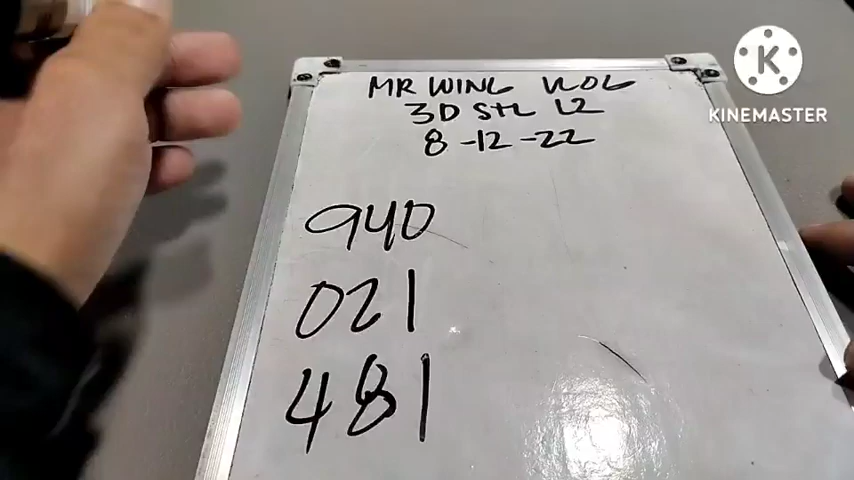 MR WING VLOG
3D STL L2
8-12-22
940
021
481
K
KINEMASTER